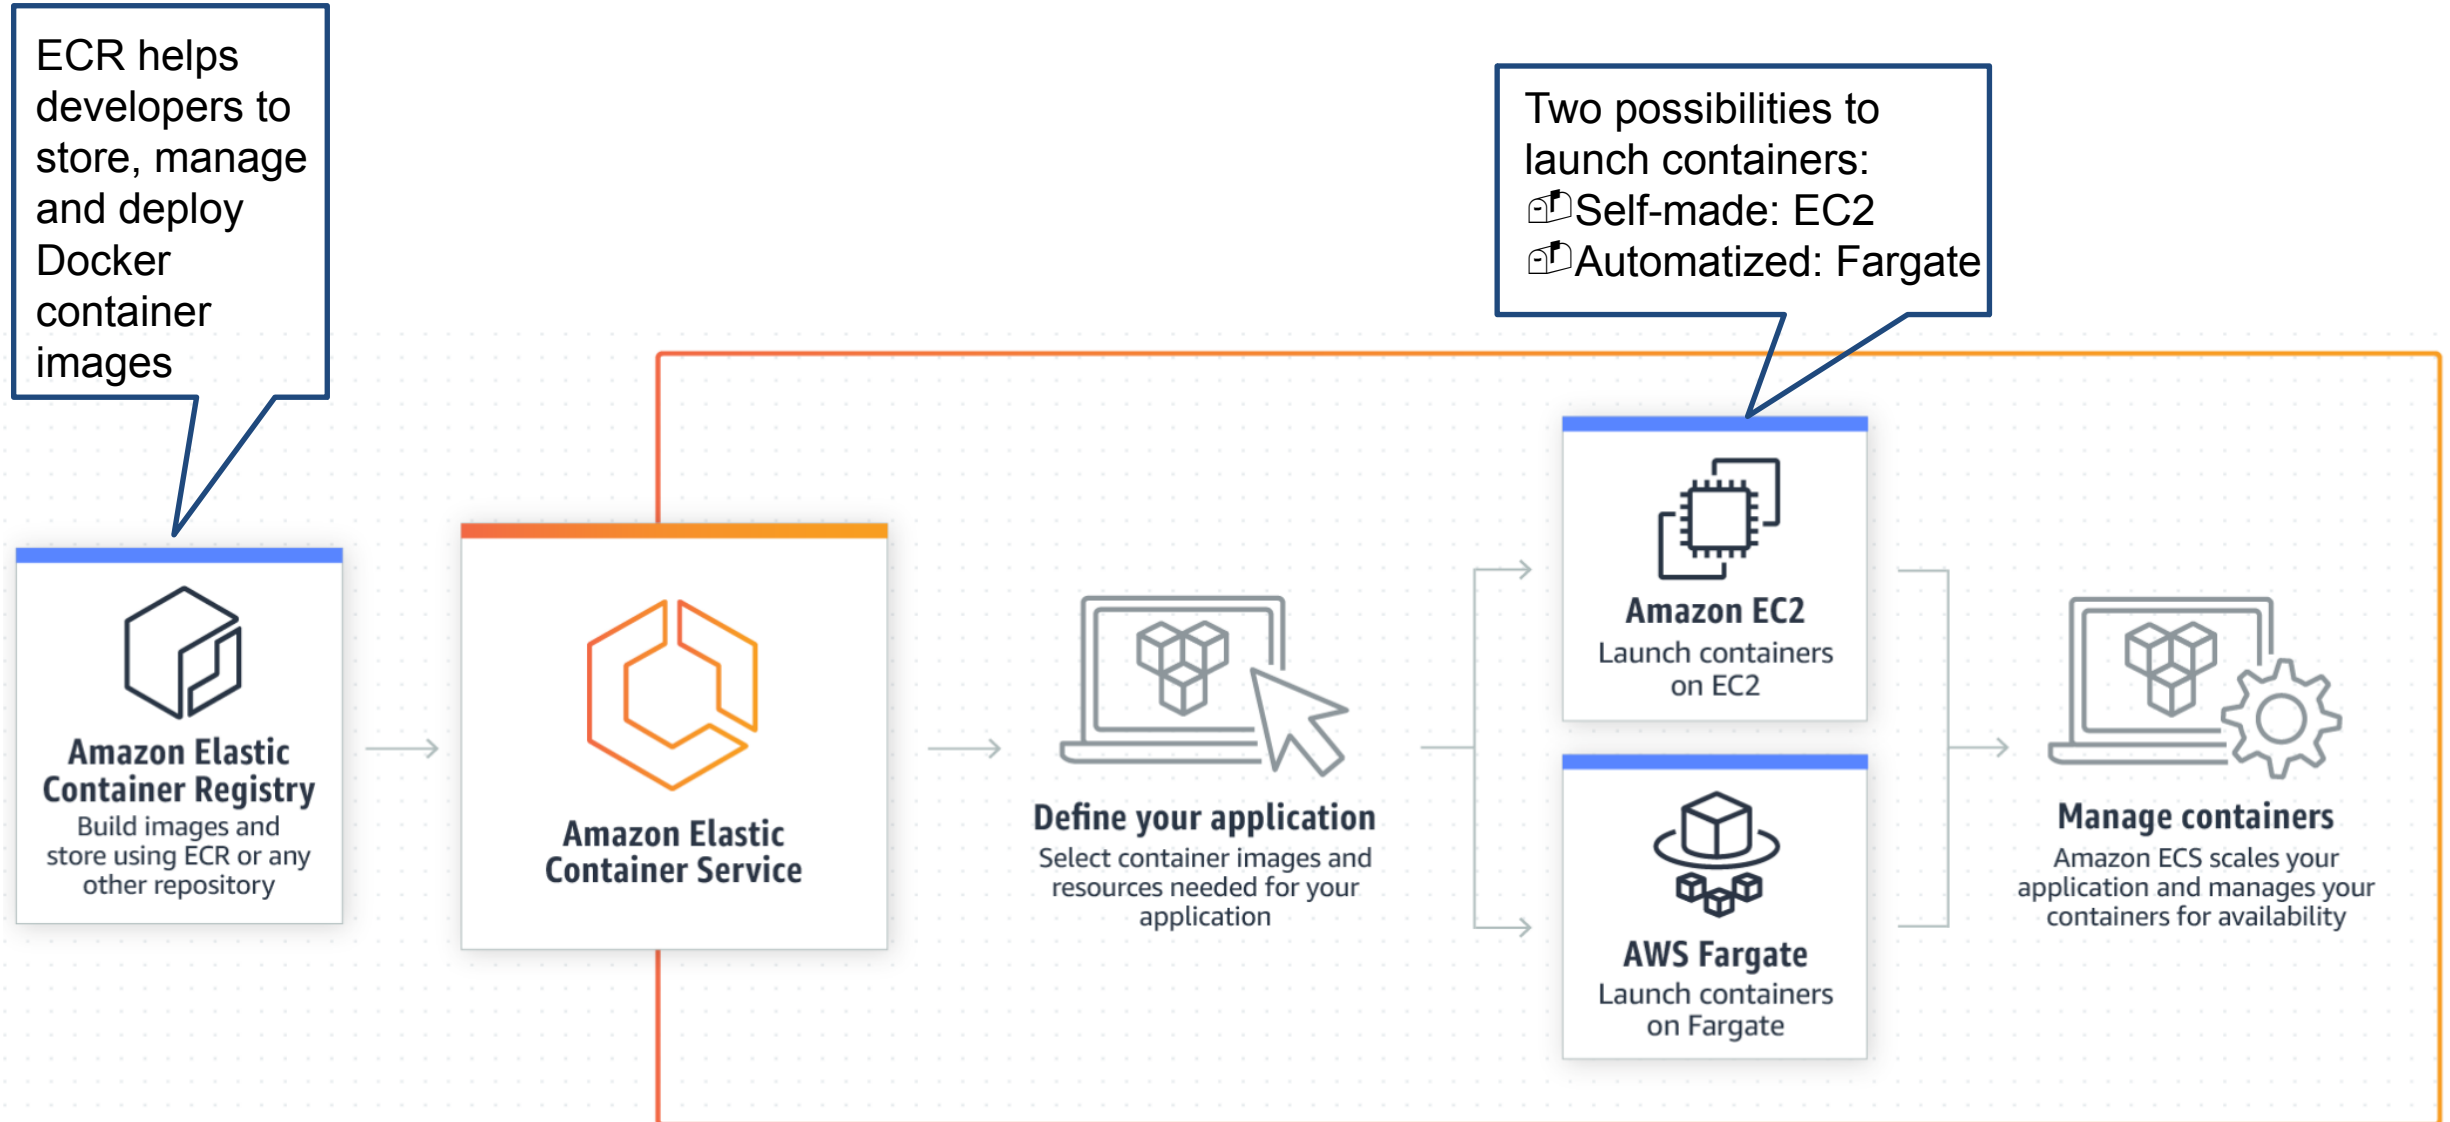 ECR helps
developers to
store, manage
and deploy
Docker
container
images
Two possibilities to
launch containers:
Self-made: EC2
Automatized: Fargate
Amazon Elastic
Container Registry
Build images and
store using ECR or any
other repository
Amazon Elastic
Container Service
Define your application
Select container images and
resources needed for your
application
Amazon EC2
Launch containers
on EC2
AWS Fargate
Launch containers
on Fargate
Manage containers
Amazon ECS scales your
application and manages your
containers for availability